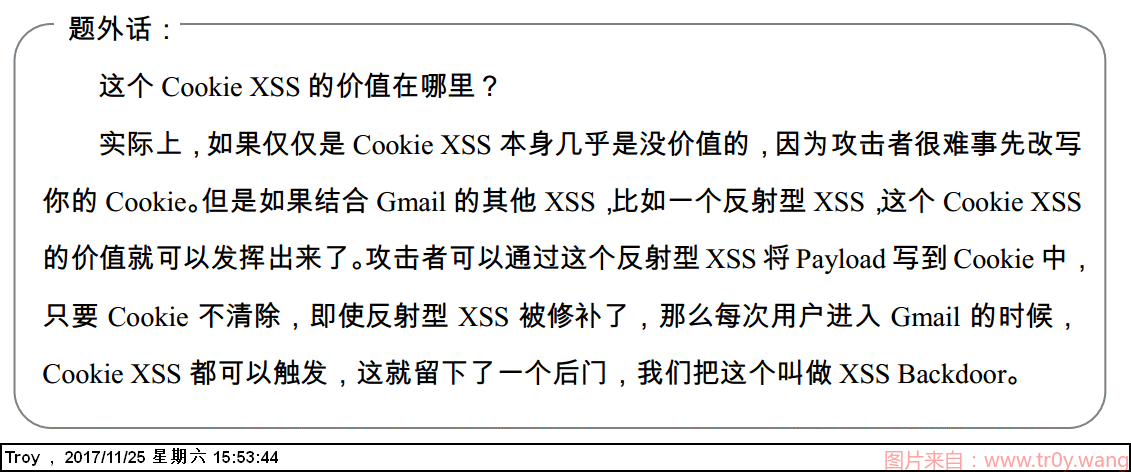 题外话：
这个 Cookie XSS 的价值在哪里？
实际上，如果仅仅是 Cookie XSS 本身几乎是没价值的，因为攻击者很难事先改写
你的 Cookie。但是如果结合 Gmail 的其他 XSS，比如一个反射型 XSS，这个 Cookie XSS
的价值就可以发挥出来了。攻击者可以通过这个反射型 XSS 将 Payload 写到 Cookie 中，
只要 Cookie 不清除，即使反射型 XSS 被修补了，那么每次用户进入 Gmail 的时候，
Cookie XSS 都可以触发，这就留下了一个后门，我们把这个叫做 XSS Backdoor。
Troy ， 2017/11/25 星期六 15:53:44
图片来自：www.tr0y.wang